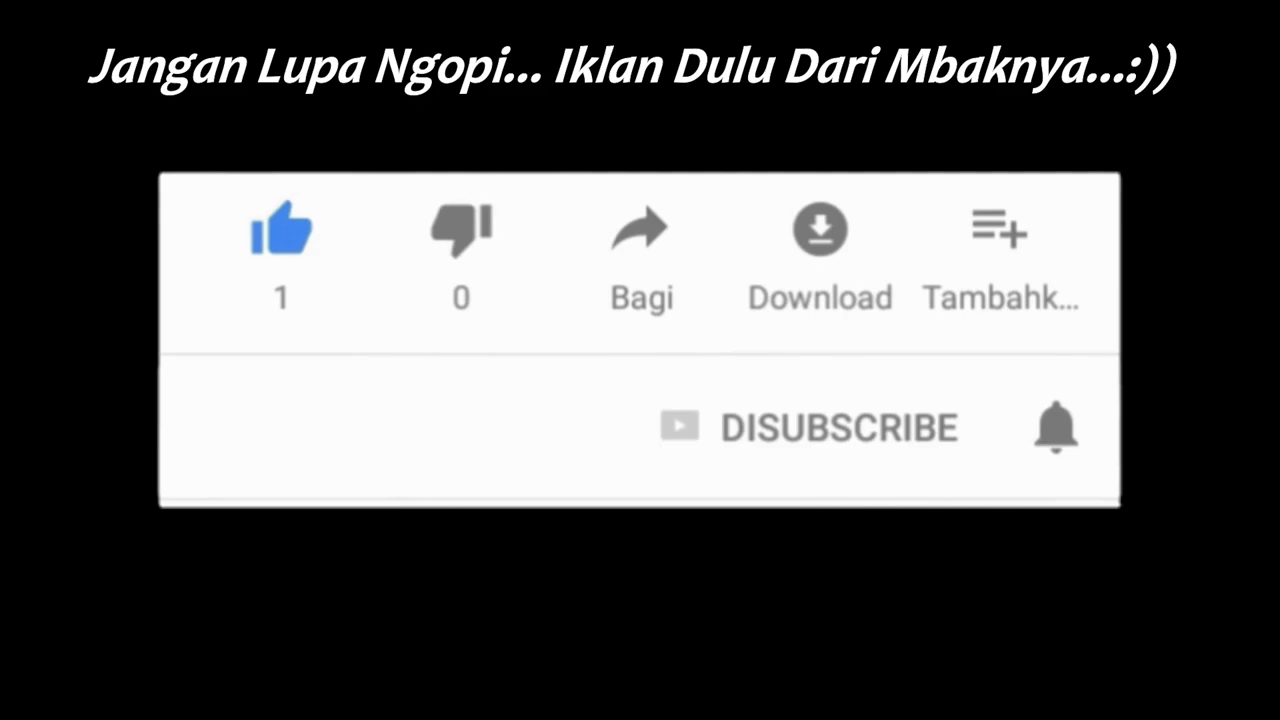 Jangan Lupa Ngopi... Iklan Dulu Dari Mbaknya...:))
1 0 Bagi Download Tambahk...
DISUBSCRIBE